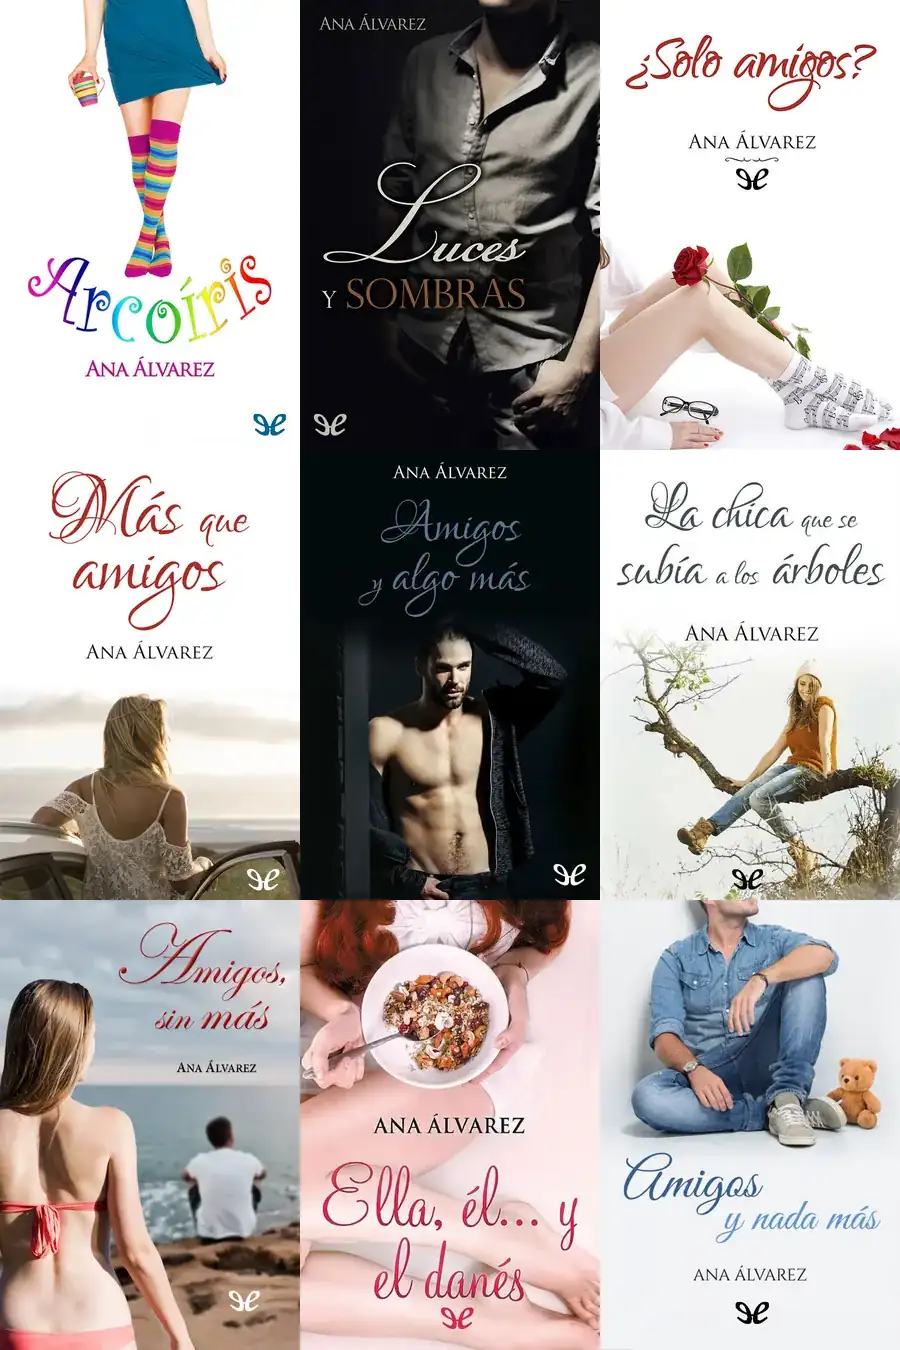 Arcoíris
ANA ÁLVAREZ
ANA ÁLVAREZ
Luces
Y SOMBRAS
¿Solo amigos?
ANA ÁLVAREZ
Más que
amigos
ANA ÁLVAREZ
ANA ÁLVAREZ
Amigos
y algo más
La chica que se
subía a los árboles
ANA ÁLVAREZ
Amigos,
sin más
ANA ÁLVAREZ
ANA ÁLVAREZ
Ella, él... y
el danés
Amigos
y nada más
ANA ÁLVAREZ